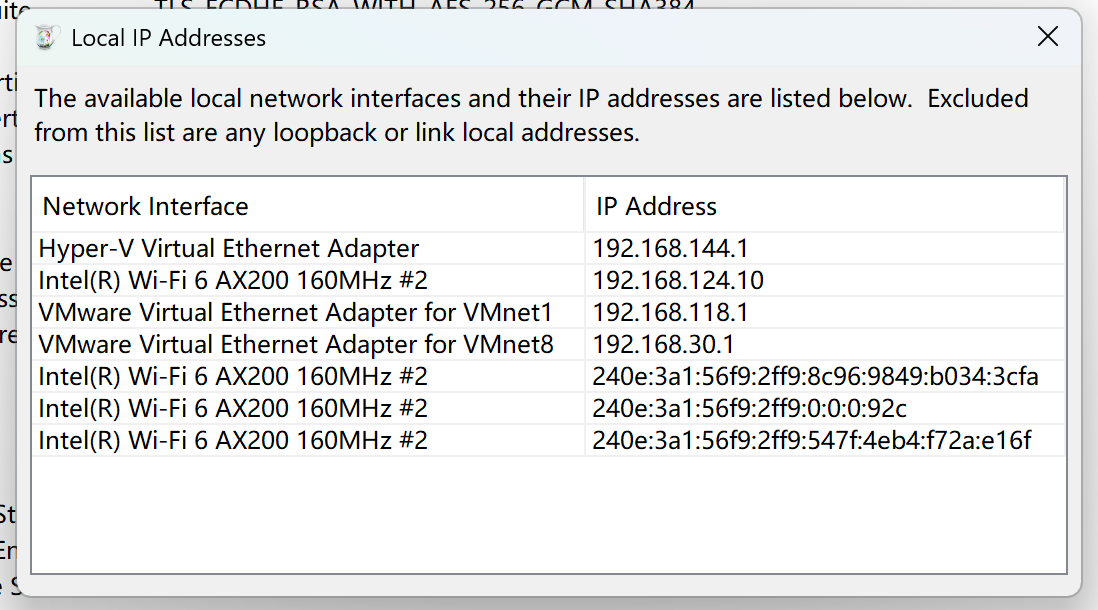 TLS_ECDHE_RSA_WITH_AES_256_GCM_SHA384
Local IP Addresses
The available local network interfaces and their IP addresses are listed below.  Excluded
from this list are any loopback or link local addresses.
Network Interface IP Address
Hyper-V Virtual Ethernet Adapter 192.168.144.1
Intel(R) Wi-Fi 6 AX200 160MHz #2 192.168.124.10
VMware Virtual Ethernet Adapter for VMnet1 192.168.118.1
VMware Virtual Ethernet Adapter for VMnet8 192.168.30.1
Intel(R) Wi-Fi 6 AX200 160MHz #2 240e:3a1:56f9:2ff9:8c96:9849:b034:3cfa
Intel(R) Wi-Fi 6 AX200 160MHz #2 240e:3a1:56f9:2ff9:0:0:0:92c
Intel(R) Wi-Fi 6 AX200 160MHz #2 240e:3a1:56f9:2ff9:547f:4eb4:f72a:e16f